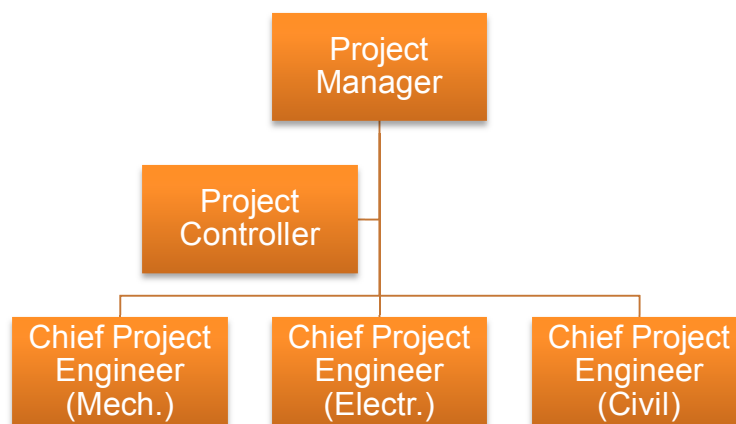 Project
Manager
Project
Controller
Chief Project
Engineer
(Mech.)
Chief Project
Engineer
(Electr.)
Chief Project
Engineer
(Civil)